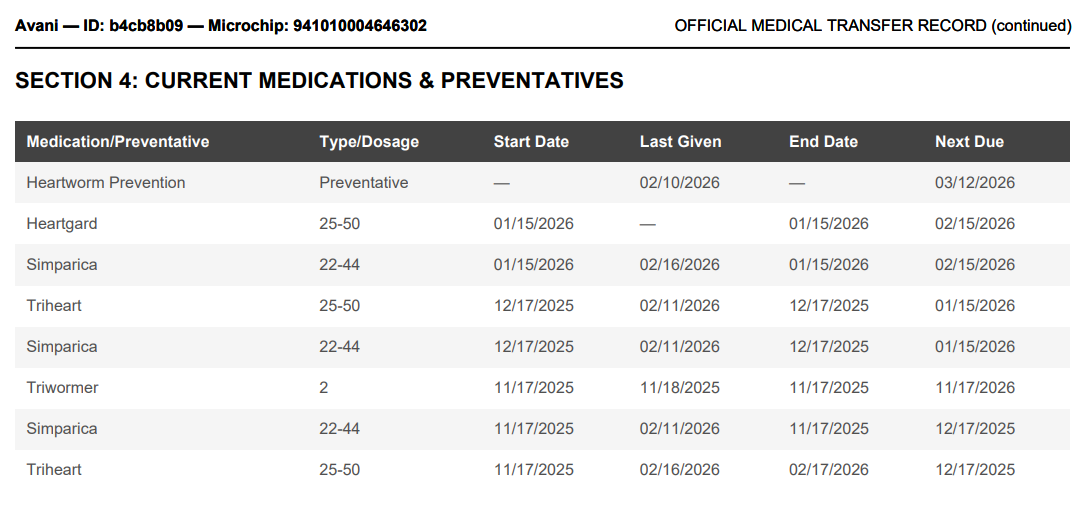 Avani — ID: b4cb8b09 — Microchip: 941010004646302 OFFICIAL MEDICAL TRANSFER RECORD (continued)
SECTION 4: CURRENT MEDICATIONS & PREVENTATIVES
Medication/Preventative Type/Dosage Start Date Last Given End Date Next Due
Heartworm Prevention Preventative — 02/10/2026 — 03/12/2026
Heartgard 25-50 01/15/2026 — 01/15/2026 02/15/2026
Simparica 22-44 01/15/2026 02/16/2026 01/15/2026 02/15/2026
Triheart 25-50 12/17/2025 02/11/2026 12/17/2025 01/15/2026
Simparica 22-44 12/17/2025 02/11/2026 12/17/2025 01/15/2026
Triwormer 2 11/17/2025 11/18/2025 11/17/2025 11/17/2026
Simparica 22-44 11/17/2025 02/11/2026 11/17/2025 12/17/2025
Triheart 25-50 11/17/2025 02/16/2026 02/17/2026 12/17/2025